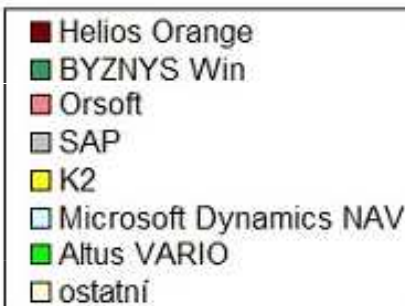 Helios Orange
BYZNYS Win
Orsoft
SAP
K2
Microsoft Dynamics NAV
Altus VARIO
ostatní